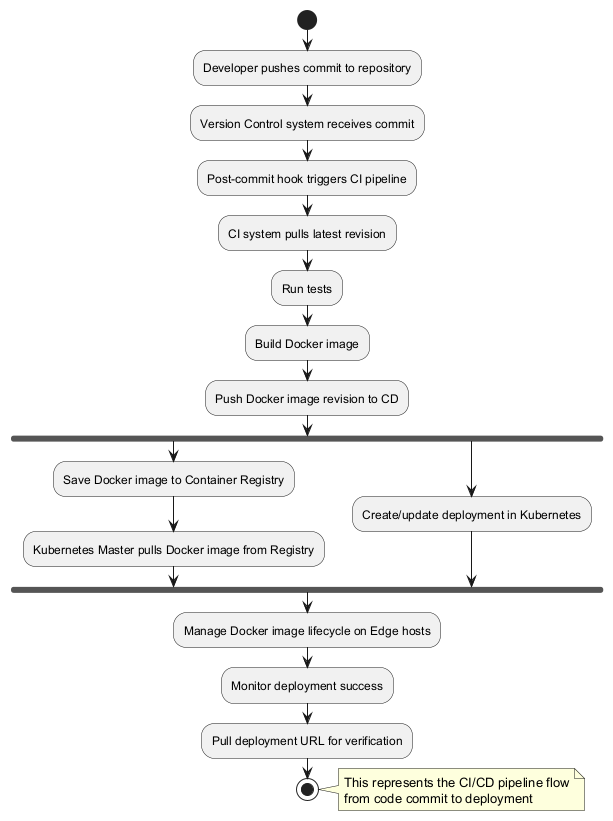 Developer pushes commit to repository
Version Control system receives commit
Post-commit hook triggers CI pipeline
CI system pulls latest revision
Run tests
Build Docker image
Push Docker image revision to CD
Save Docker image to Container Registry
Kubernetes Master pulls Docker image from Registry
Create/update deployment in Kubernetes
Manage Docker image lifecycle on Edge hosts
Monitor deployment success
Pull deployment URL for verification
This represents the CI/CD pipeline flow
from code commit to deployment